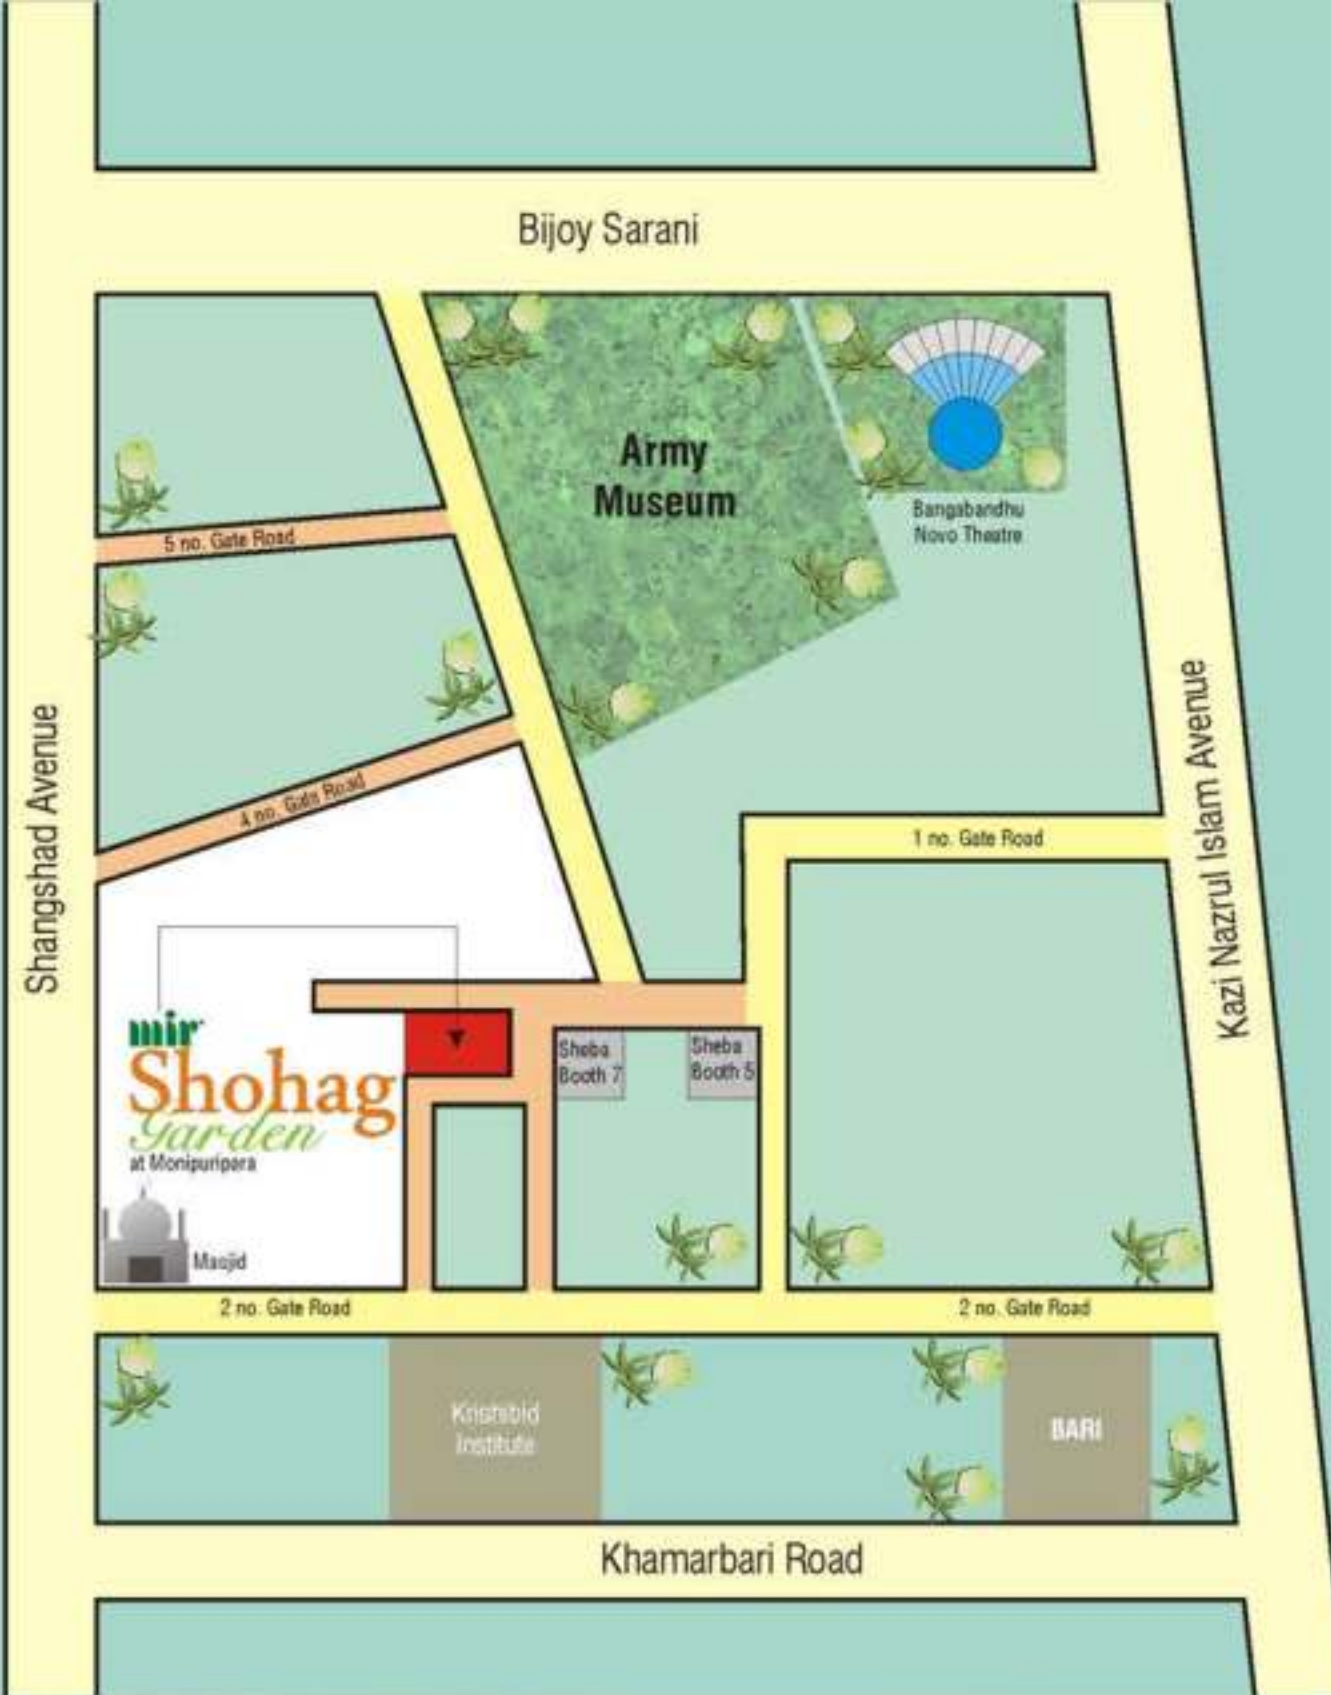 Bijoy Sarani
Army
Museum
Bangabandhu
Novo Theatre
5 no. Gate Road
4 no. Gate Road
Shangshad Avenue
Kazi Nazrul Islam Avenue
1 no. Gate Road
mir
Shohag
Garden
at Monipuripara
Sheba
Booth 7
Sheba
Booth 5
Masjid
2 no. Gate Road
2 no. Gate Road
Krishibid
Institute
BARI
Khamarbari Road